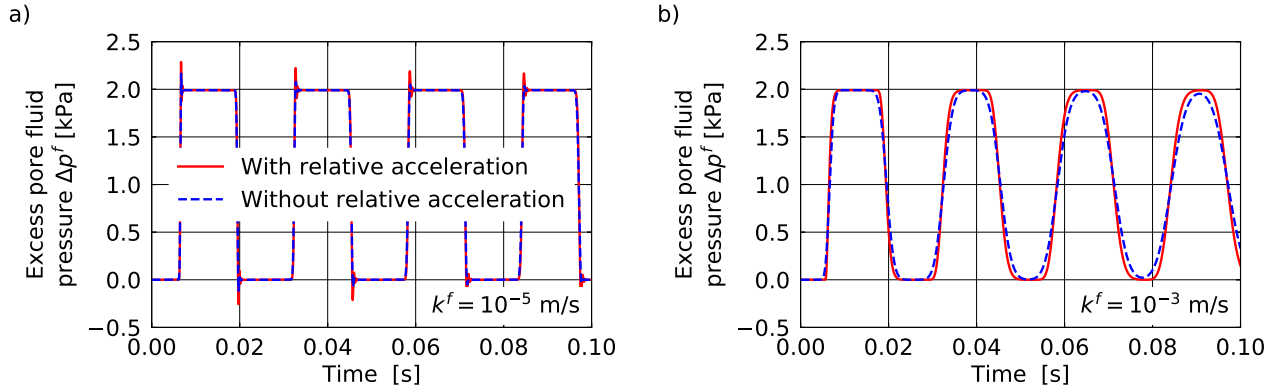 a)
Excess pore fluid
pressure Δp^f [kPa]
2.5
2.0
1.5
1.0
0.5
0.0
−0.5
With relative acceleration
Without relative acceleration
k^f = 10^−5 m/s
0.00 0.02 0.04 0.06 0.08 0.10
Time [s]
b)
Excess pore fluid
pressure Δp^f [kPa]
2.5
2.0
1.5
1.0
0.5
0.0
−0.5
k^f = 10^−3 m/s
0.00 0.02 0.04 0.06 0.08 0.10
Time [s]